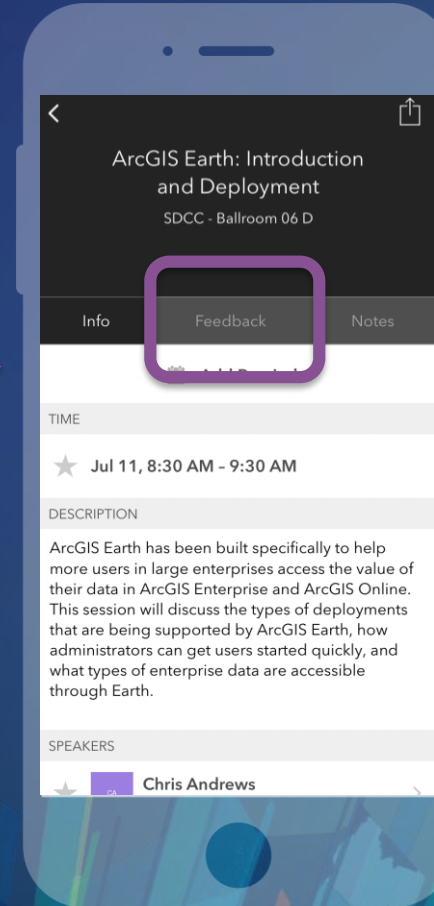 ArcGIS Earth: Introduction
and Deployment
SDCC - Ballroom 06 D
Info Feedback Notes
TIME
Jul 11, 8:30 AM – 9:30 AM
DESCRIPTION
ArcGIS Earth has been built specifically to help
more users in large enterprises access the value of
their data in ArcGIS Enterprise and ArcGIS Online.
This session will discuss the types of deployments
that are being supported by ArcGIS Earth, how
administrators can get users started quickly, and
what types of enterprise data are accessible
through Earth.
SPEAKERS
CA
Chris Andrews